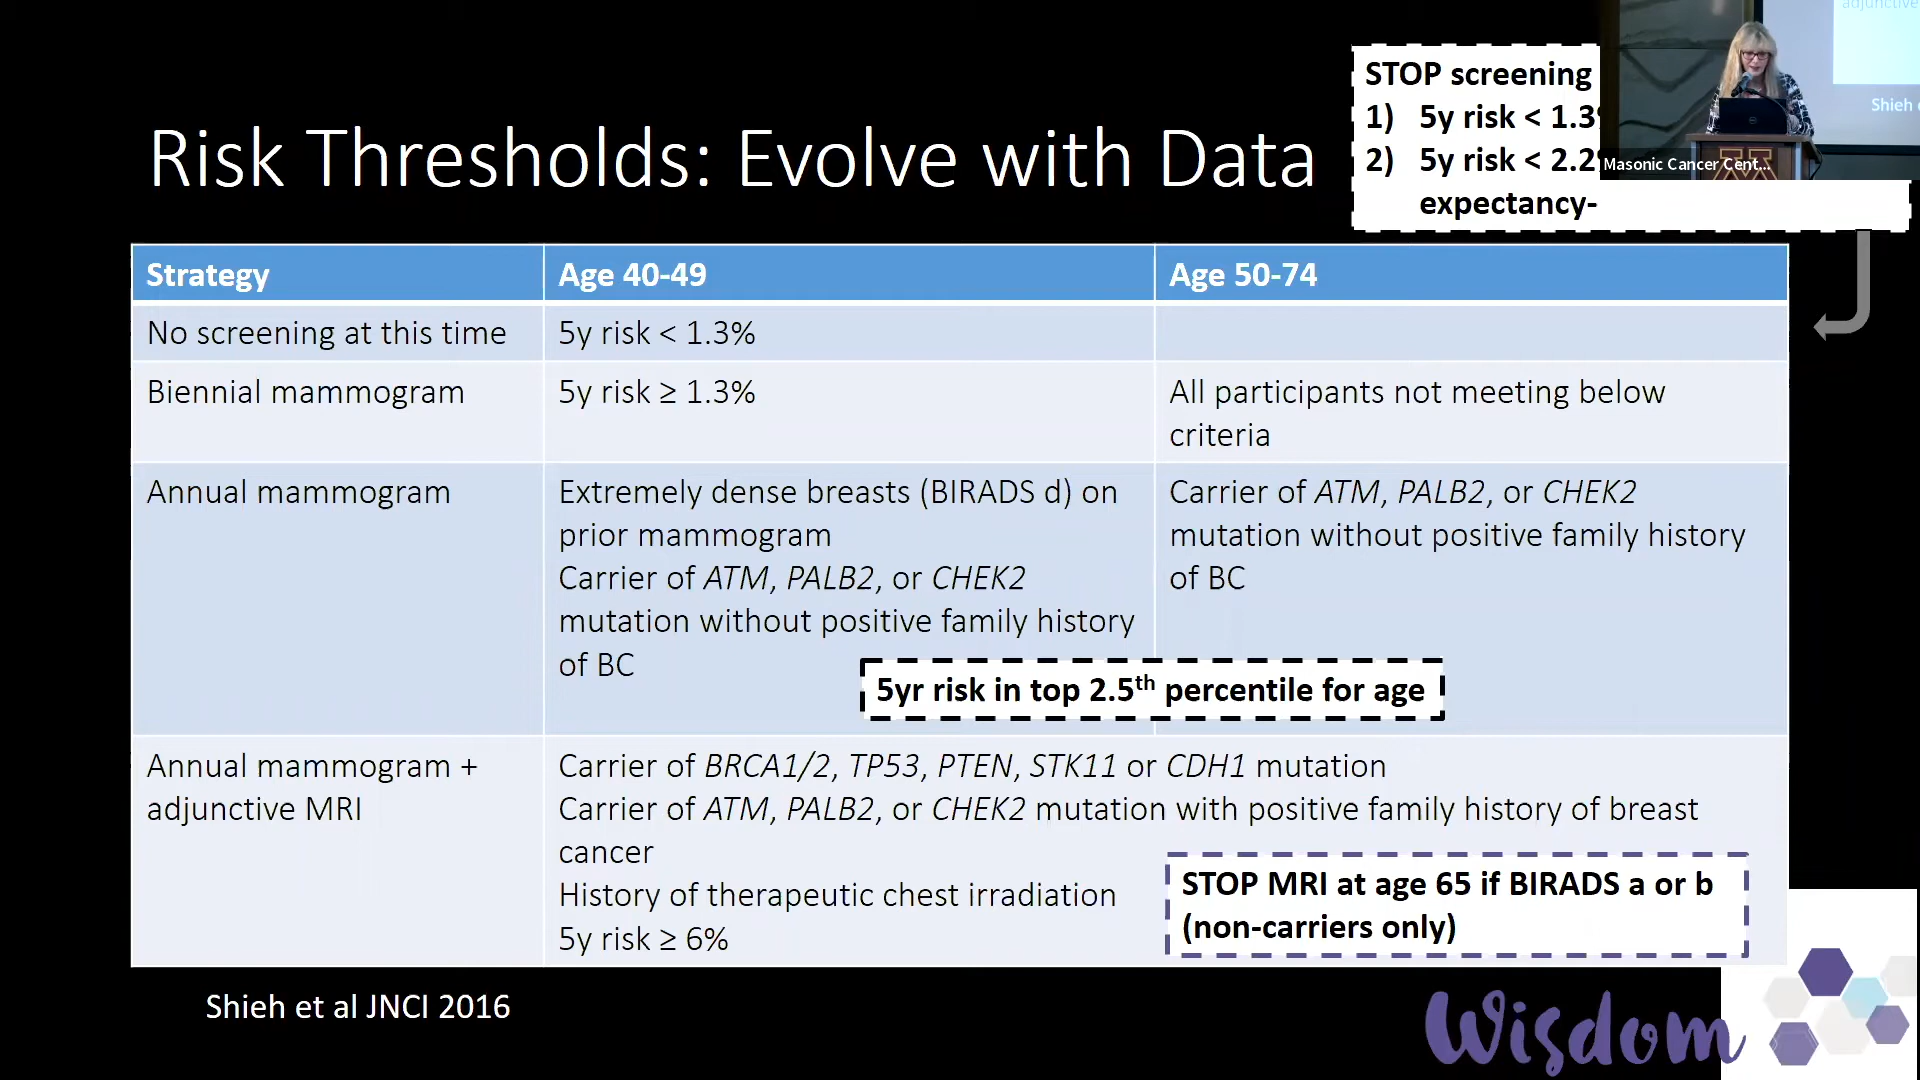 adjunctive
STOP screening
1) 5y risk < 1.3
2) 5y risk < 2.2
expectancy-
Shieh
Masonic Cancer Cent...
Risk Thresholds: Evolve with Data
Strategy
Age 40-49
Age 50-74
No screening at this time
5y risk < 1.3%
Biennial mammogram
5y risk ≥ 1.3%
All participants not meeting below
criteria
Annual mammogram
Extremely dense breasts (BIRADS d) on
prior mammogram
Carrier of ATM, PALB2, or CHEK2
mutation without positive family history
of BC
Carrier of ATM, PALB2, or CHEK2
mutation without positive family history
of BC
5yr risk in top 2.5th percentile for age
Annual mammogram +
adjunctive MRI
Carrier of BRCA1/2, TP53, PTEN, STK11 or CDH1 mutation
Carrier of ATM, PALB2, or CHEK2 mutation with positive family history of breast
cancer
History of therapeutic chest irradiation
5y risk ≥ 6%
STOP MRI at age 65 if BIRADS a or b
(non-carriers only)
Shieh et al JNCI 2016
Wisdom